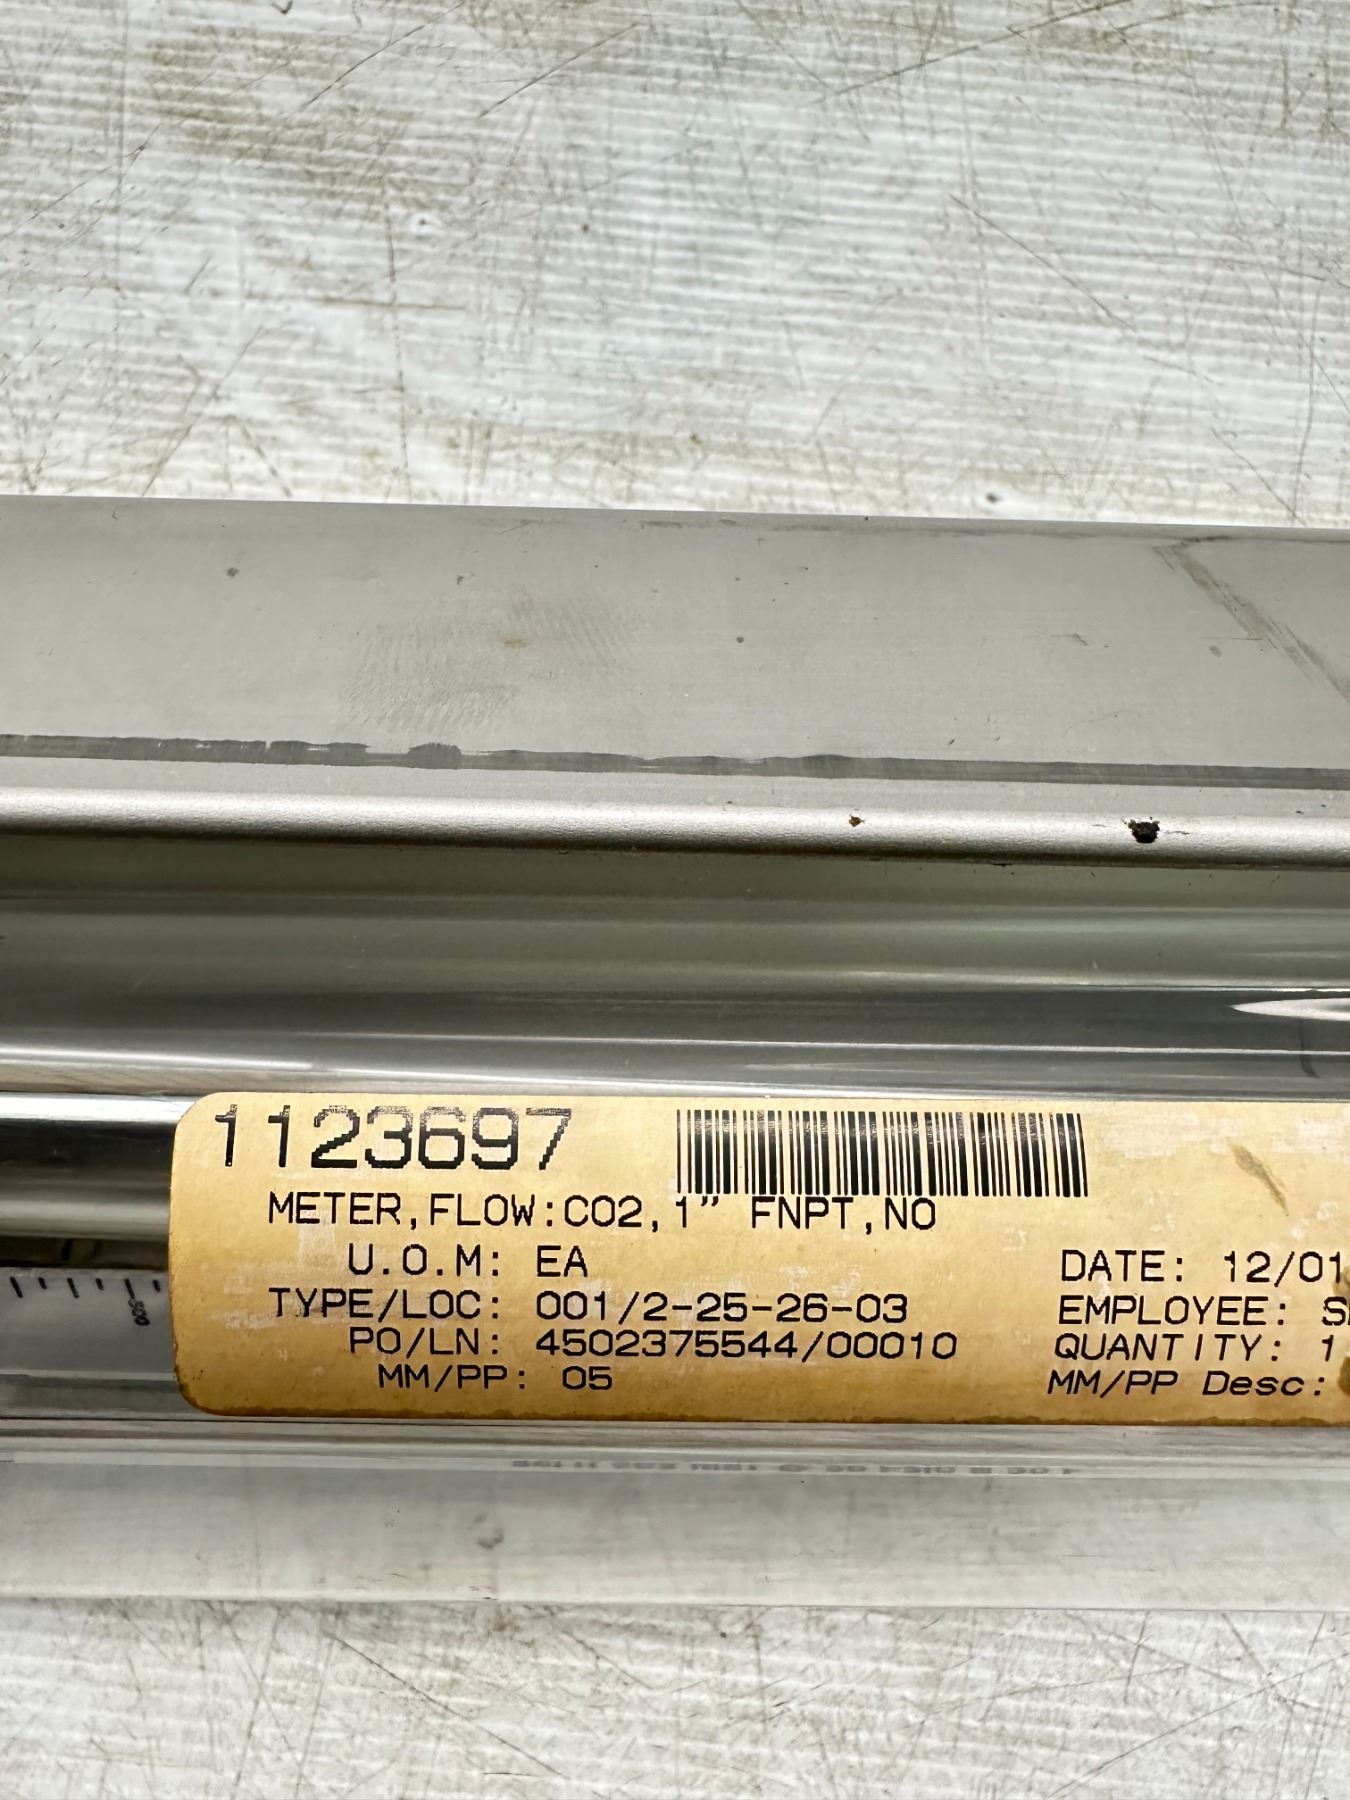 1123697
METER,FLOW:CO2,1" FNPT,NO
U.O.M: EA
DATE: 12/01
TYPE/LOC: 001/2-25-26-03
EMPLOYEE:
PO/LN: 4502375544/00010
QUANTITY: 1
MM/PP: 05
MM/PP Desc: